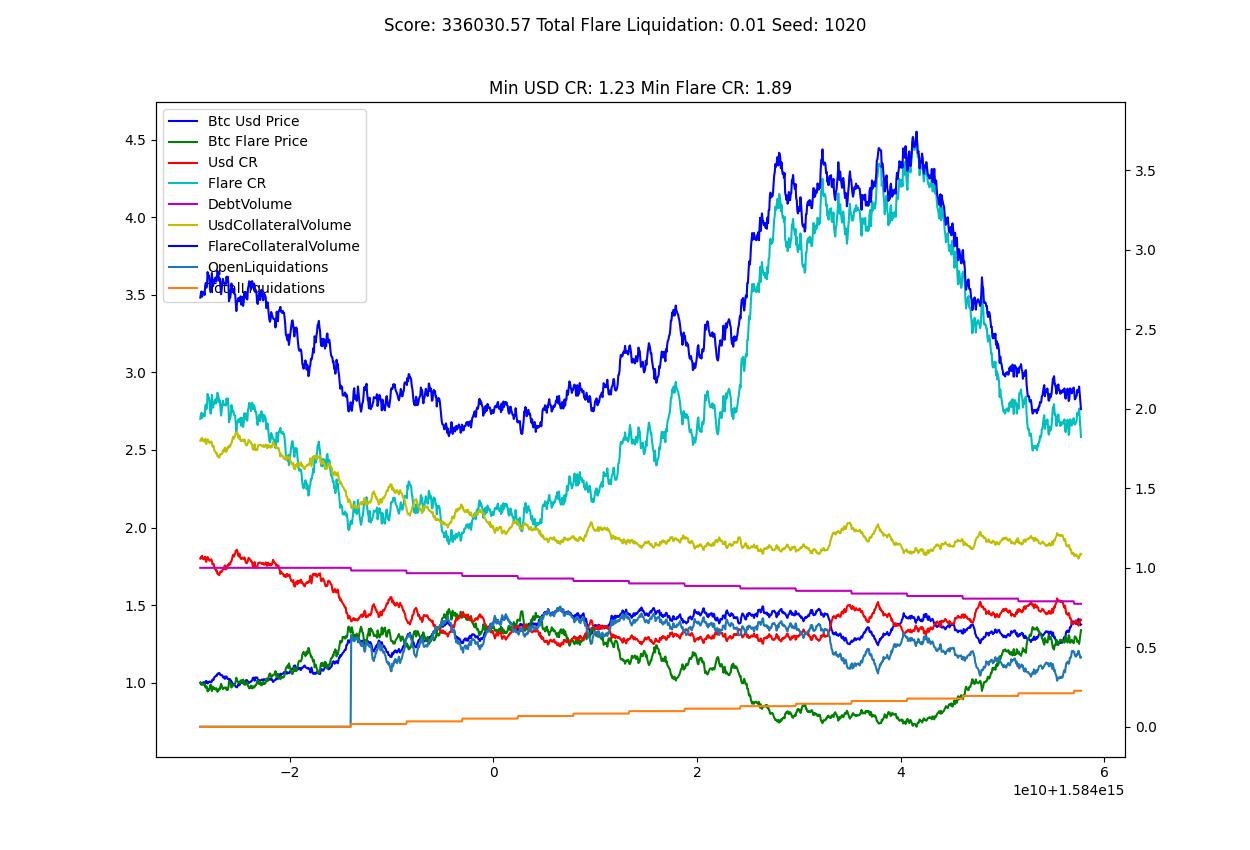 Score: 336030.57 Total Flare Liquidation: 0.01 Seed: 1020
Min USD CR: 1.23 Min Flare CR: 1.89
Btc Usd Price
Btc Flare Price
Usd CR
Flare CR
DebtVolume
UsdCollateralVolume
FlareCollateralVolume
OpenLiquidations
TotalLiquidations
4.5
4.0
3.5
3.0
2.5
2.0
1.5
1.0
3.5
3.0
2.5
2.0
1.5
1.0
0.5
0.0
−2
0
2
4
6
1e10+1.584e15